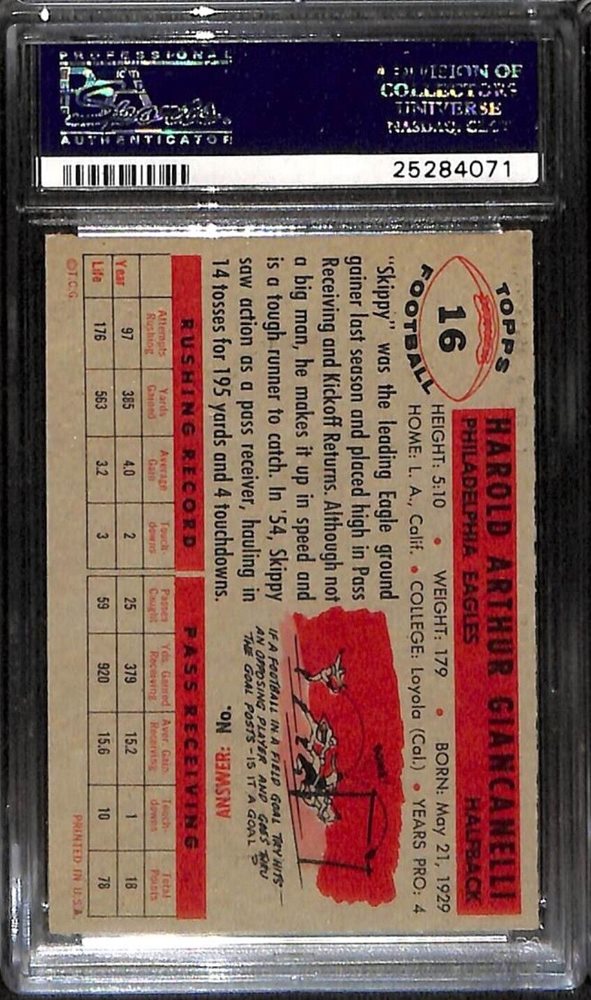 PROFESSIONAL
PSA
AUTHENTICATOR
A DIVISION OF
COLLECTORS
UNIVERSE
NASDAQ: CLCT
25284071
TOPPS
16
FOOTBALL
HAROLD ARTHUR GIANCANELLI
PHILADELPHIA EAGLES HALFBACK
HEIGHT: 5:10 • WEIGHT: 179 • BORN: May 21, 1929
HOME: L. A., Calif. • COLLEGE: Loyola (Cal.) • YEARS PRO: 4
"Skippy" was the leading Eagle ground
gainer last season and placed high in Pass
Receiving and Kickoff Returns. Although not
a big man, he makes it up in speed and
is a tough runner to catch. In '54, Skippy
saw action as a pass receiver, hauling in
14 tosses for 195 yards and 4 touchdowns.
IF A FOOTBALL IN A FIELD GOAL TRY HITS
AN OPPOSING PLAYER AND GOES THRU
THE GOAL POSTS — IS IT A GOAL?
ANSWER:
No.
RUSHING RECORD PASS RECEIVING
Attempts Rushing Yards Gained Average Gain Touch-downs Passes Caught Yds. Gained Receiving Aver Gain Receiving Touch-downs Total Points
Year 97 385 4.0 2 25 379 15.2 1 18
Life 176 563 3.2 3 59 920 15.6 10 78
©T.C.G. PRINTED IN U.S.A.